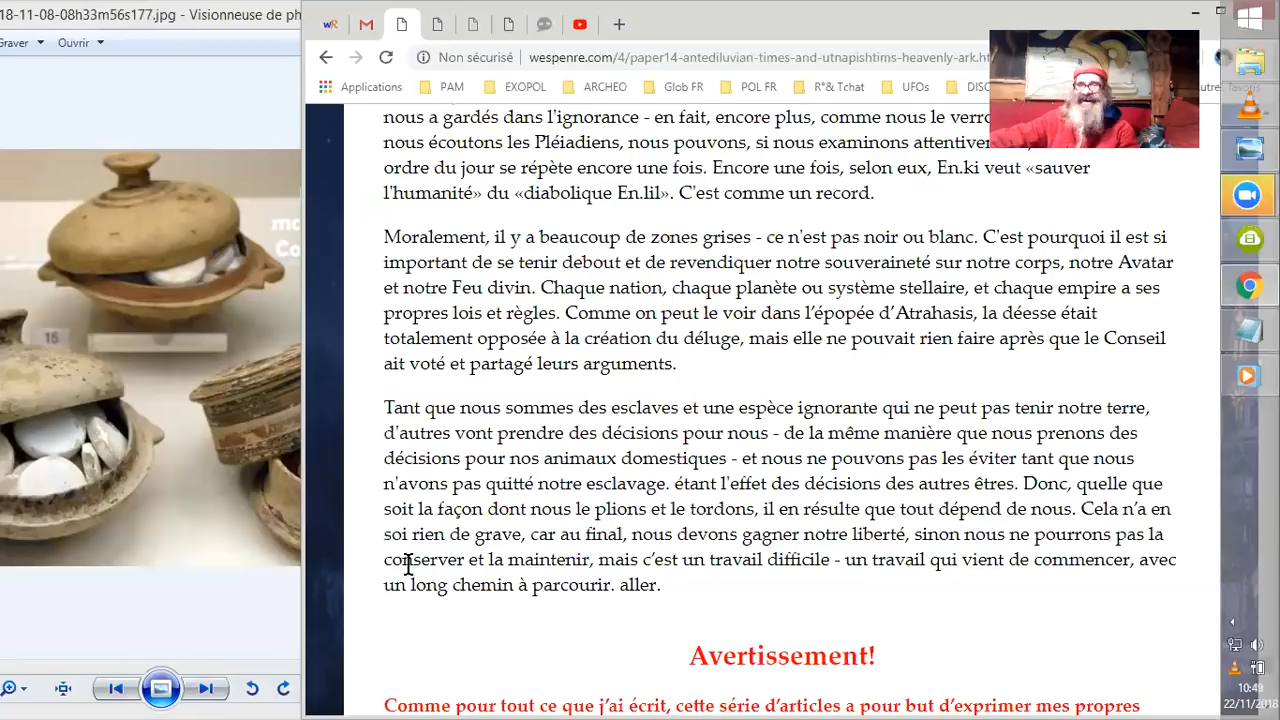 18-11-08-08h33m56s177.jpg - Visionneuse de ph
Graver
Ouvrir
Non sécurisé
wespenre.com/4/paper14-antediluvian-times-and-utnapishtims-heavenly-ark.ht
Applications
PAM
EXOPOL
ARCHEO
Glob FR
POL FR
R°& Tchat
UFOs
DISC
utres favoris
nous a gardés dans l'ignorance - en fait, encore plus, comme nous le verro
nous écoutons les Pléiadiens, nous pouvons, si nous examinons attentiver
ordre du jour se répète encore une fois. Encore une fois, selon eux, En.ki veut «sauver
l'humanité» du «diabolique En.lil». C'est comme un record.
Moralement, il y a beaucoup de zones grises - ce n'est pas noir ou blanc. C'est pourquoi il est si
important de se tenir debout et de revendiquer notre souveraineté sur notre corps, notre Avatar
et notre Feu divin. Chaque nation, chaque planète ou système stellaire, et chaque empire a ses
propres lois et règles. Comme on peut le voir dans l'épopée d'Atrahasis, la déesse était
totalement opposée à la création du déluge, mais elle ne pouvait rien faire après que le Conseil
ait voté et partagé leurs arguments.
Tant que nous sommes des esclaves et une espèce ignorante qui ne peut pas tenir notre terre,
d'autres vont prendre des décisions pour nous - de la même manière que nous prenons des
décisions pour nos animaux domestiques - et nous ne pouvons pas les éviter tant que nous
n'avons pas quitté notre esclavage. étant l'effet des décisions des autres êtres. Donc, quelle que
soit la façon dont nous le plions et le tordons, il en résulte que tout dépend de nous. Cela n'a en
soi rien de grave, car au final, nous devons gagner notre liberté, sinon nous ne pourrons pas la
conserver et la maintenir, mais c'est un travail difficile - un travail qui vient de commencer, avec
un long chemin à parcourir. aller.
Avertissement!
Comme pour tout ce que j'ai écrit, cette série d'articles a pour but d'exprimer mes propres
15
10:49
22/11/2018